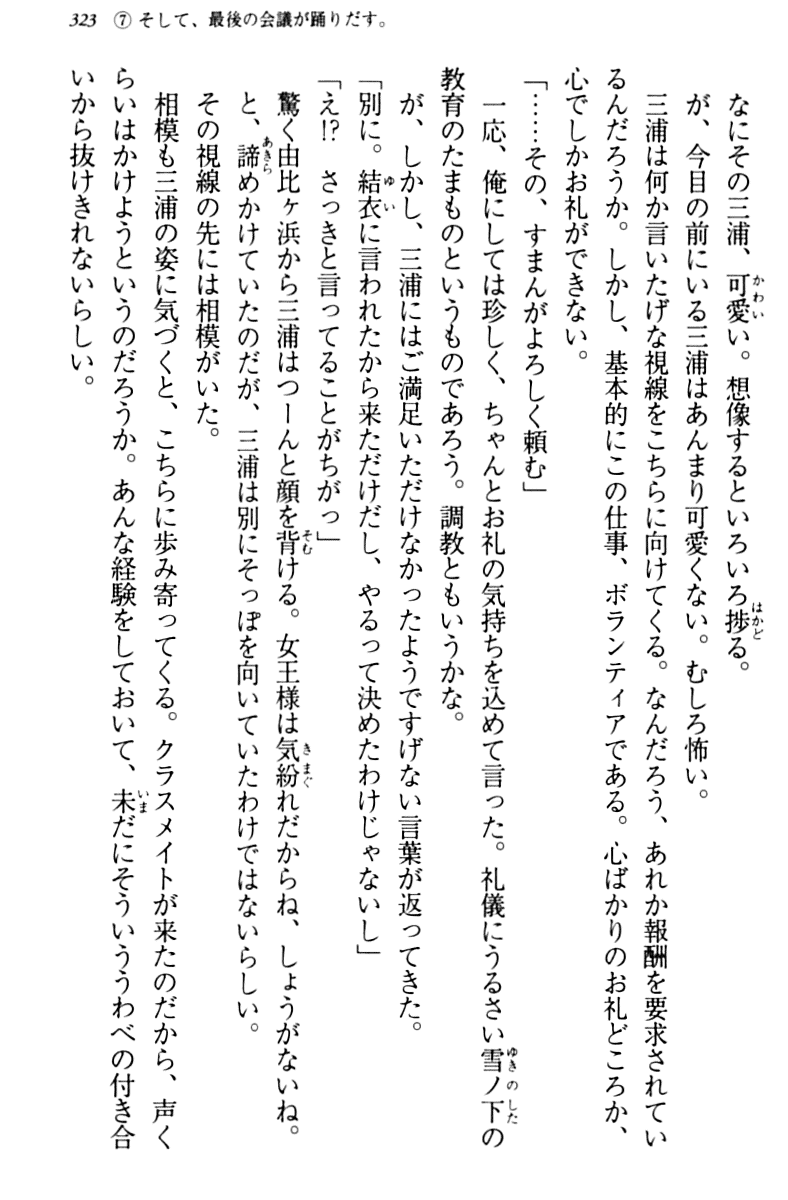 323 ⑦ そして、最後の会議が踊りだす。
なにその三浦、可愛い。想像するといろいろ捗る。
が、今目の前にいる三浦はあんまり可愛くない。むしろ怖い。
三浦は何か言いたげな視線をこちらに向けてくる。なんだろう、あれか報酬を要求されてい
るんだろうか。しかし、基本的にこの仕事、ボランティアである。心ばかりのお礼どころか、
心でしかお礼ができない。
「……その、すまんがよろしく頼む」
一応、俺にしては珍しく、ちゃんとお礼の気持ちを込めて言った。礼儀にうるさい雪ノ下の
教育のたまものというものであろう。調教ともいうかな。
が、しかし、三浦にはご満足いただけなかったようですげない言葉が返ってきた。
「別に。結衣に言われたから来ただけだし、やるって決めたわけじゃないし」
「え!? さっきと言ってることがちがっ」
驚く由比ヶ浜から三浦はつーんと顔を背ける。女王様は気紛れだからね、しょうがないね。
と、諦めかけていたのだが、三浦は別にそっぽを向いていたわけではないらしい。
その視線の先には相模がいた。
相模も三浦の姿に気づくと、こちらに歩み寄ってくる。クラスメイトが来たのだから、声く
らいはかけようというのだろうか。あんな経験をしておいて、未だにそういううわべの付き合
いから抜けきれないらしい。